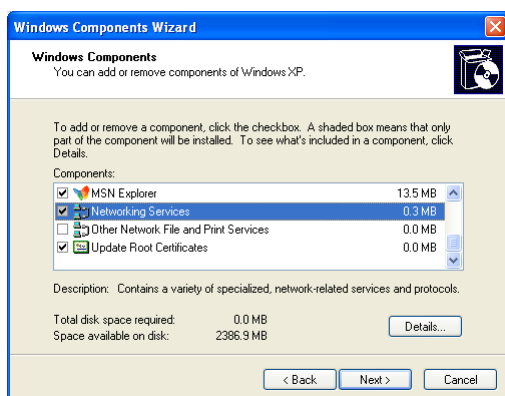 Windows Components Wizard
Windows Components
You can add or remove components of Windows XP.
To add or remove a component, click the checkbox. A shaded box means that only
part of the component will be installed. To see what's included in a component, click
Details.
Components:
MSN Explorer 13.5 MB
Networking Services 0.3 MB
Other Network File and Print Services 0.0 MB
Update Root Certificates 0.0 MB
Description: Contains a variety of specialized, network-related services and protocols.
Total disk space required: 0.0 MB
Space available on disk: 2386.9 MB
Details...
< Back Next > Cancel